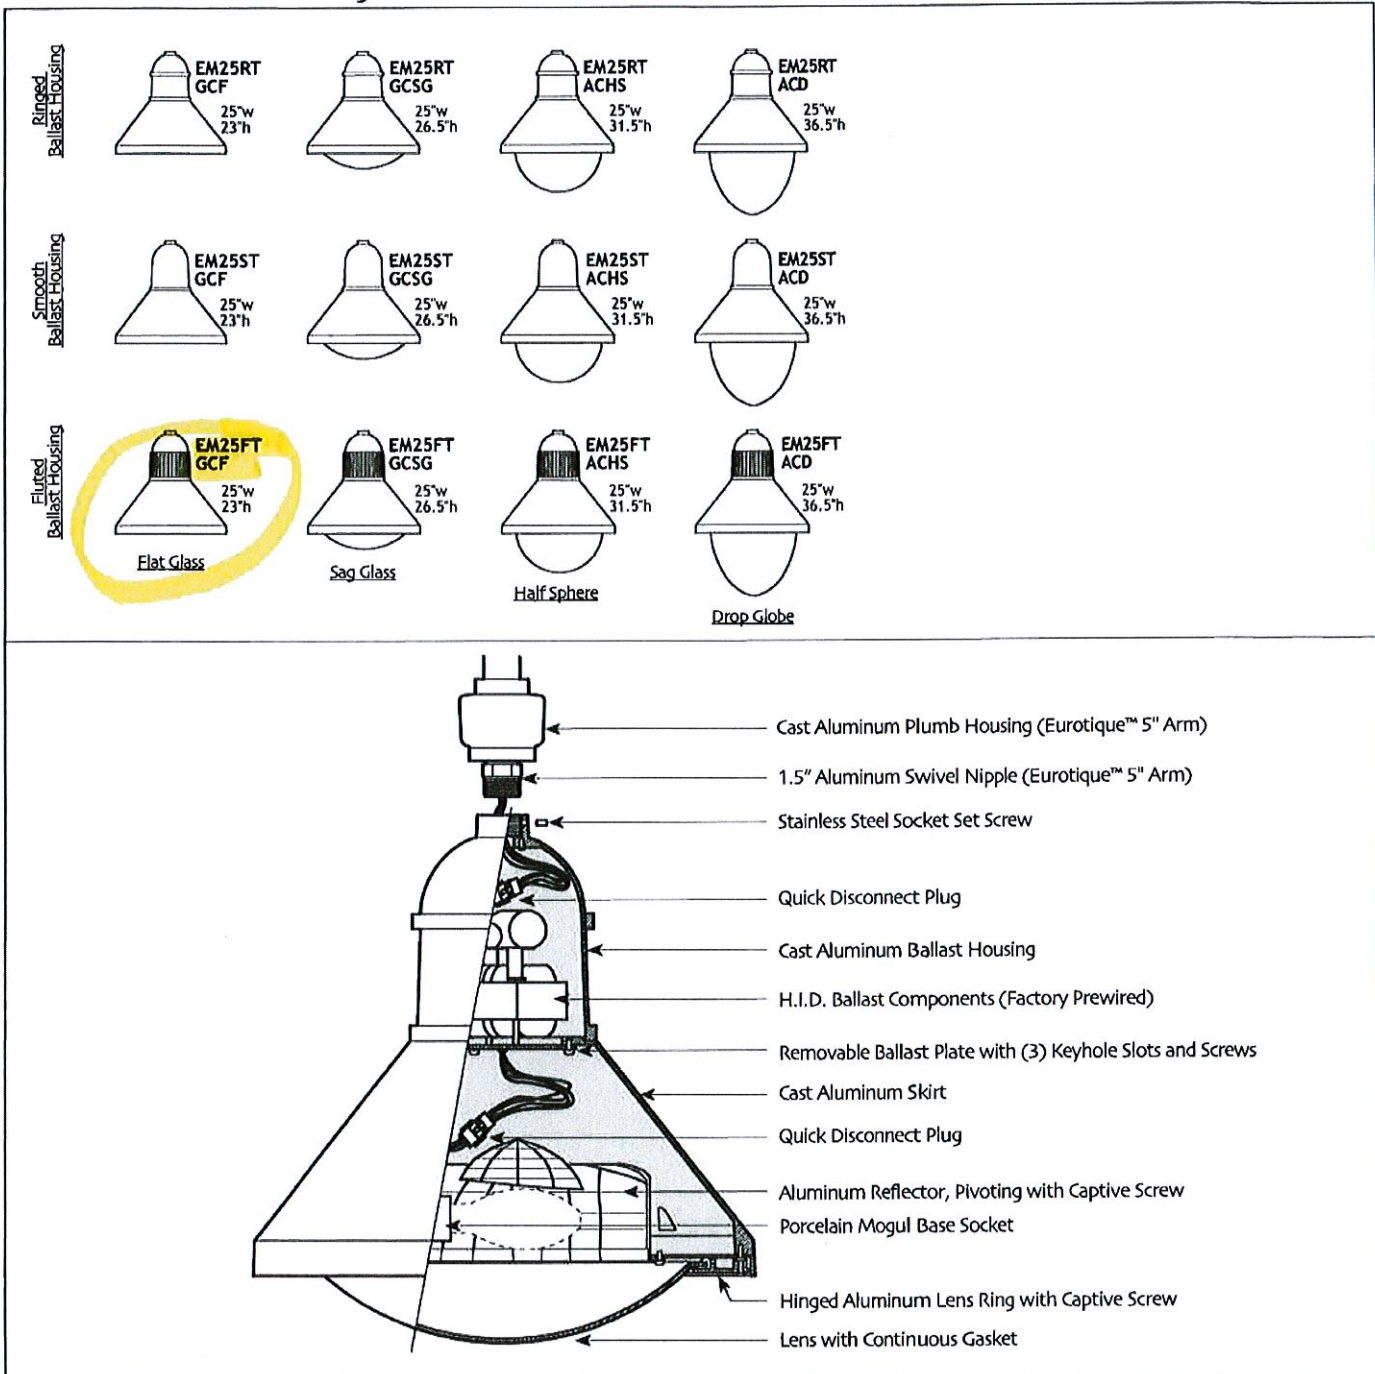 Ringed
Ballast Housing
EM25RT
GCF
25"w
23"h
EM25RT
GCSG
25"w
26.5"h
EM25RT
ACHS
25"w
31.5"h
EM25RT
ACD
25"w
36.5"h
Smooth
Ballast Housing
EM25ST
GCF
25"w
23"h
EM25ST
GCSG
25"w
26.5"h
EM25ST
ACHS
25"w
31.5"h
EM25ST
ACD
25"w
36.5"h
Fluted
Ballast Housing
EM25FT
GCF
25"w
23"h
EM25FT
GCSG
25"w
26.5"h
EM25FT
ACHS
25"w
31.5"h
EM25FT
ACD
25"w
36.5"h
Flat Glass
Sag Glass
Half Sphere
Drop Globe
Cast Aluminum Plumb Housing (Eurotique™ 5" Arm)
1.5" Aluminum Swivel Nipple (Eurotique™ 5" Arm)
Stainless Steel Socket Set Screw
Quick Disconnect Plug
Cast Aluminum Ballast Housing
H.I.D. Ballast Components (Factory Prewired)
Removable Ballast Plate with (3) Keyhole Slots and Screws
Cast Aluminum Skirt
Quick Disconnect Plug
Aluminum Reflector, Pivoting with Captive Screw
Porcelain Mogul Base Socket
Hinged Aluminum Lens Ring with Captive Screw
Lens with Continuous Gasket